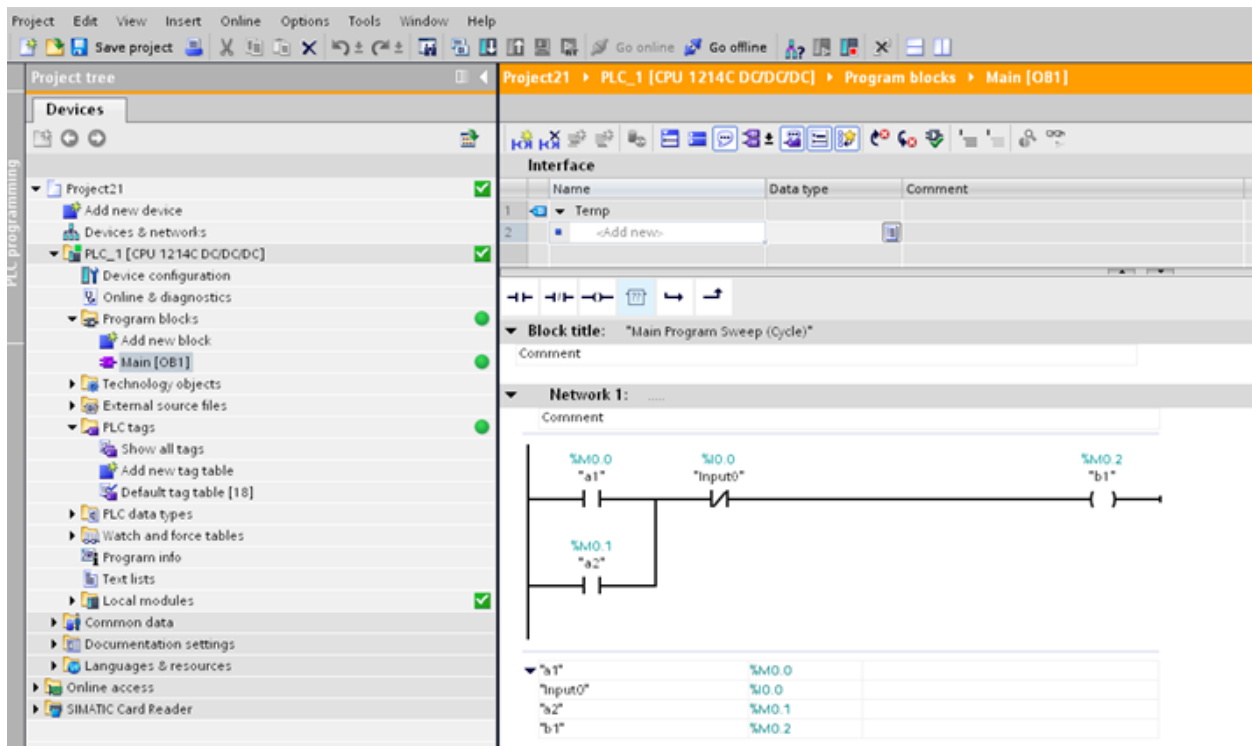 Project Edit View Insert Online Options Tools Window Help
Save project Go online Go offline
Project tree
Project21 PLC_1 [CPU 1214C DC/DC/DC] Program blocks Main [OB1]
Devices
PLC programming
Project21
Add new device
Devices & networks
PLC_1 [CPU 1214C DC/DC/DC]
Device configuration
Online & diagnostics
Program blocks
Add new block
Main [OB1]
Technology objects
External source files
PLC tags
Show all tags
Add new tag table
Default tag table [18]
PLC data types
Watch and force tables
Program info
Text lists
Local modules
Common data
Documentation settings
Languages & resources
Online access
SIMATIC Card Reader
Interface
Name Data type Comment
1 Temp
2 <Add new>
??
Block title: "Main Program Sweep (Cycle)"
Comment
Network 1: .....
Comment
%M0.0 %I0.0 %M0.2
"a1" "Input0" "b1"
%M0.1
"a2"
"a1" %M0.0
"Input0" %I0.0
"a2" %M0.1
"b1" %M0.2